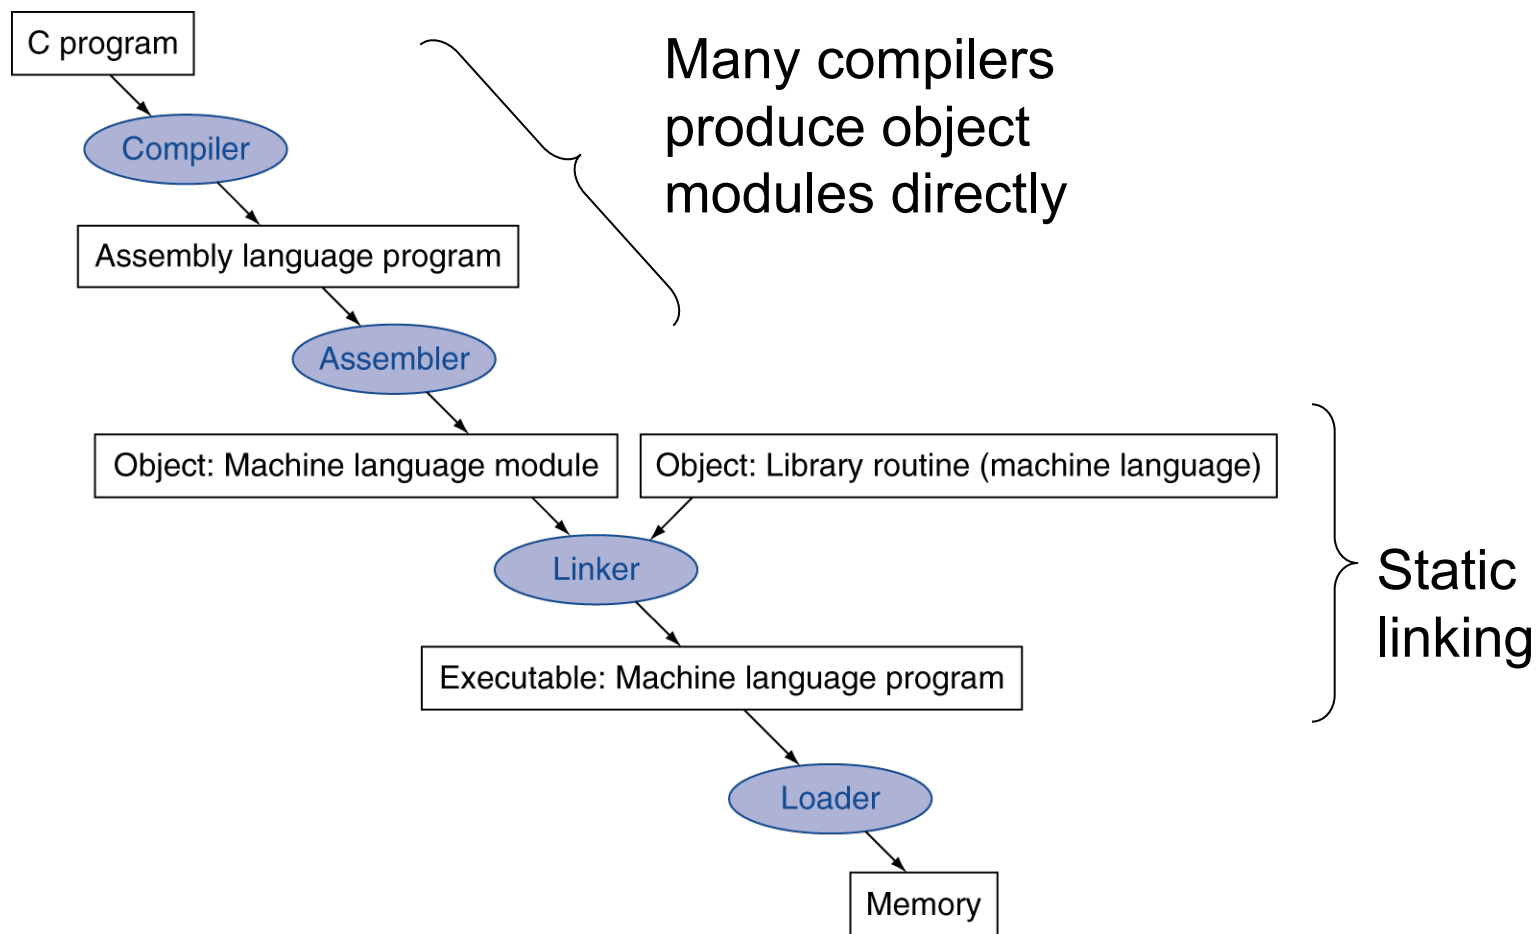 C program
Many compilers
produce object
modules directly
Compiler
Assembly language program
Assembler
Object: Machine language module
Object: Library routine (machine language)
Linker
Static
linking
Executable: Machine language program
Loader
Memory